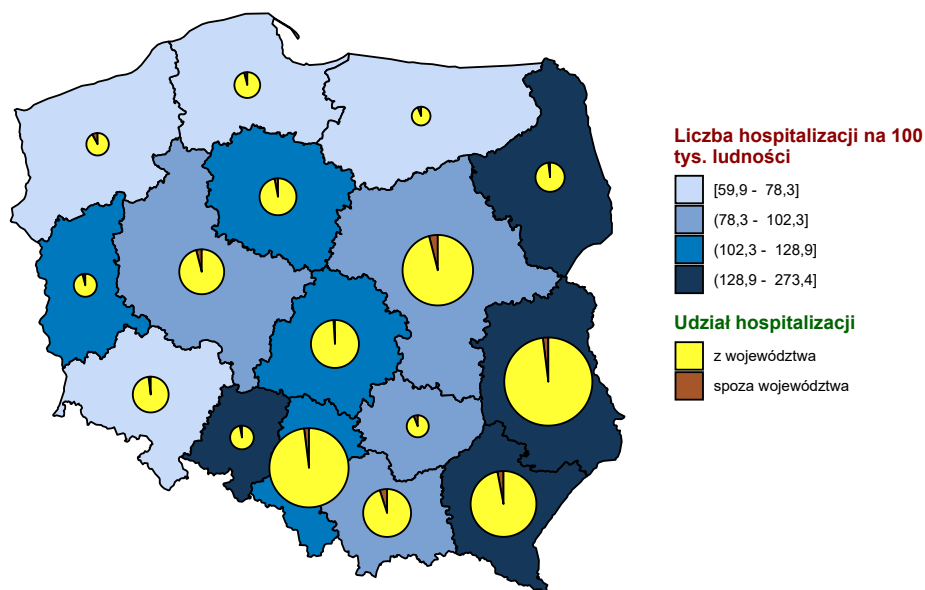 Liczba hospitalizacji na 100
tys. ludności
[59,9 - 78,3]
(78,3 - 102,3]
(102,3 - 128,9]
(128,9 - 273,4]
Udział hospitalizacji
z województwa
spoza województwa